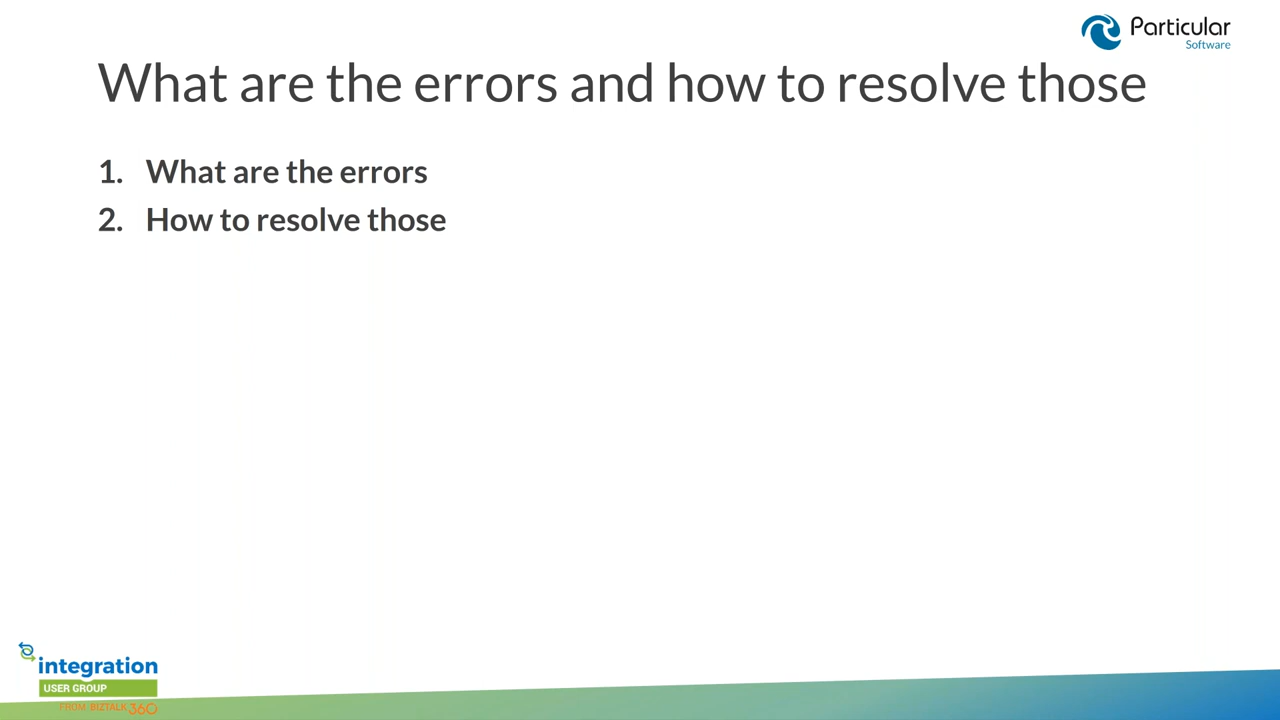 Particular
Software
What are the errors and how to resolve those
1. What are the errors
2. How to resolve those
integration
USER GROUP
FROM BIZTALK360